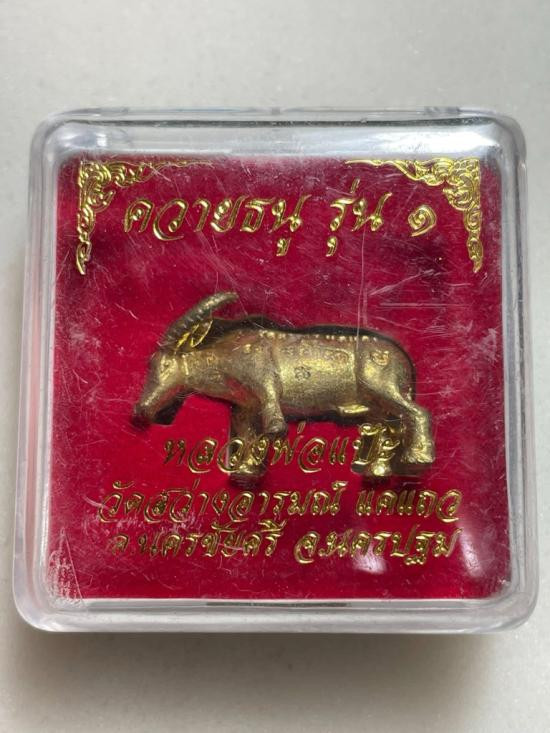 ควายธนู รุ่น ๑
หลวงพ่อแป๊ะ
วัดสว่างอารมณ์ แคแถว
อ.นครชัยศรี จ.นครปฐม